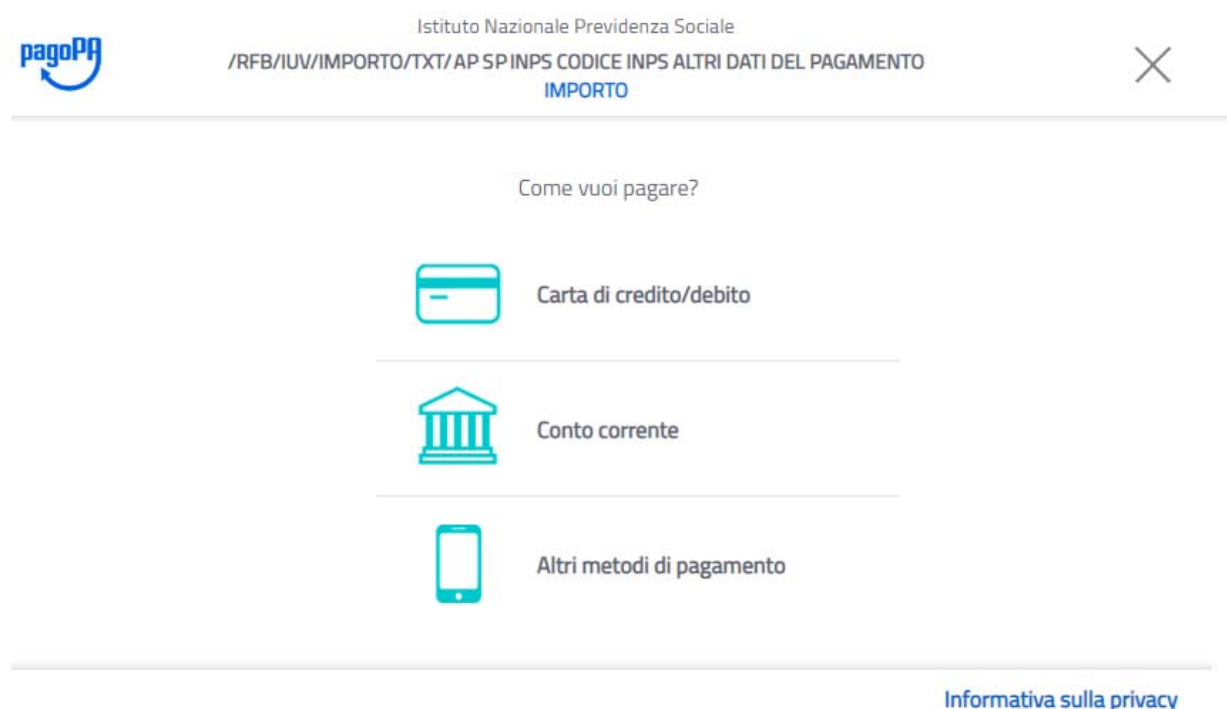 pagoPA
Istituto Nazionale Previdenza Sociale
/RFB/IUV/IMPORTO/TXT/AP SP INPS CODICE INPS ALTRI DATI DEL PAGAMENTO
IMPORTO
Come vuoi pagare?
Carta di credito/debito
Conto corrente
Altri metodi di pagamento
Informativa sulla privacy